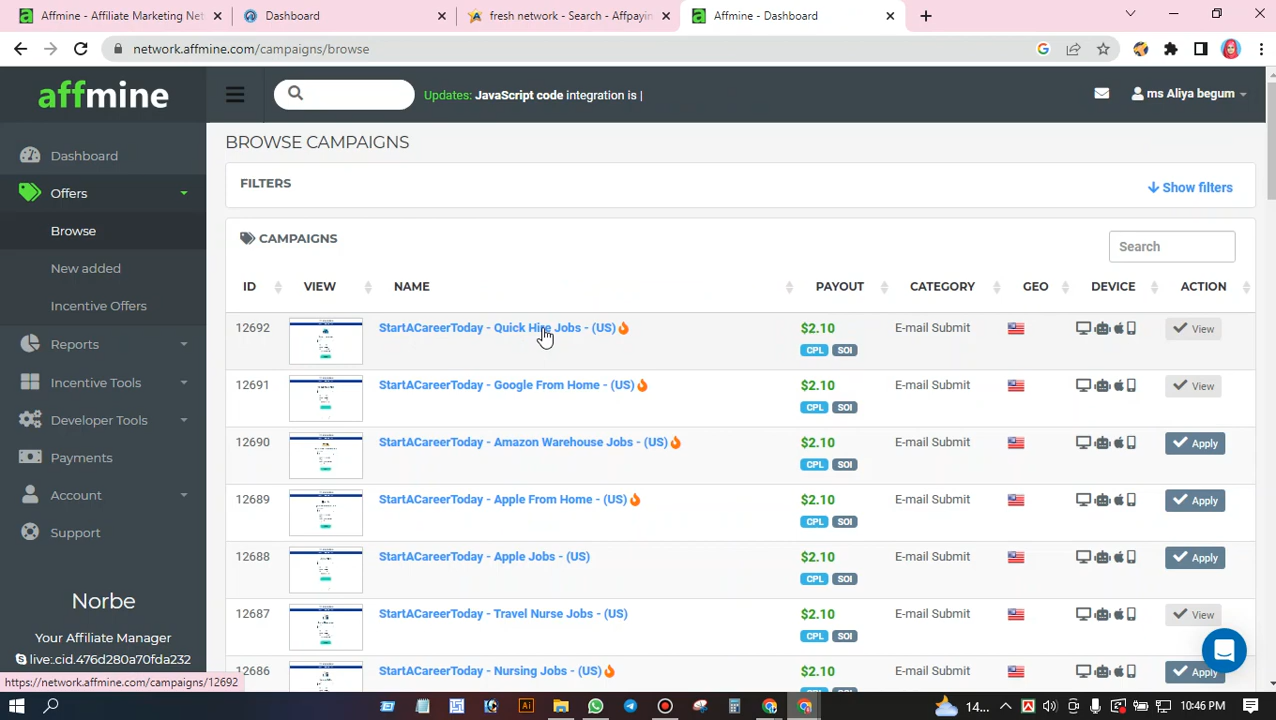 Affmine - Affiliate Marketing Net
Dashboard
fresh network - Search - Affpayin
Affmine - Dashboard
network.affmine.com/campaigns/browse
affmine
Updates: JavaScript code integration is |
ms Aliya begum
Dashboard
Offers
Browse
New added
Incentive Offers
Reports
Incentive Tools
Developer Tools
Payments
Account
Support
Norbe
Your Affiliate Manager
live_cid.476d280a70fda232
https://network.affmine.com/campaigns/12692
BROWSE CAMPAIGNS
FILTERS
Show filters
CAMPAIGNS
Search
ID VIEW NAME PAYOUT CATEGORY GEO DEVICE ACTION
12692 StartACareerToday - Quick Hire Jobs - (US) $2.10 E-mail Submit View
CPL SOI
12691 StartACareerToday - Google From Home - (US) $2.10 E-mail Submit View
CPL SOI
12690 StartACareerToday - Amazon Warehouse Jobs - (US) $2.10 E-mail Submit Apply
CPL SOI
12689 StartACareerToday - Apple From Home - (US) $2.10 E-mail Submit Apply
CPL SOI
12688 StartACareerToday - Apple Jobs - (US) $2.10 E-mail Submit Apply
CPL SOI
12687 StartACareerToday - Travel Nurse Jobs - (US) $2.10 E-mail Submit View
CPL SOI
12686 StartACareerToday - Nursing Jobs - (US) $2.10 E-mail Submit Apply
14... 10:46 PM